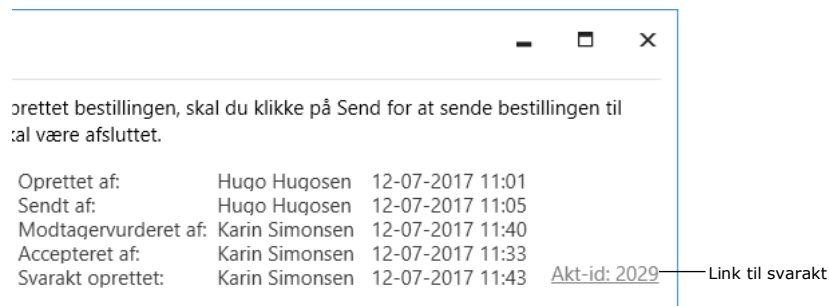 prettet bestillingen, skal du klikke på Send for at sende bestillingen til
kal være afsluttet.
Oprettet af: Hugo Hugosen 12-07-2017 11:01
Sendt af: Hugo Hugosen 12-07-2017 11:05
Modtagervurderet af: Karin Simonsen 12-07-2017 11:40
Accepteret af: Karin Simonsen 12-07-2017 11:33
Svarakt oprettet: Karin Simonsen 12-07-2017 11:43 Akt-id: 2029 Link til svarakt